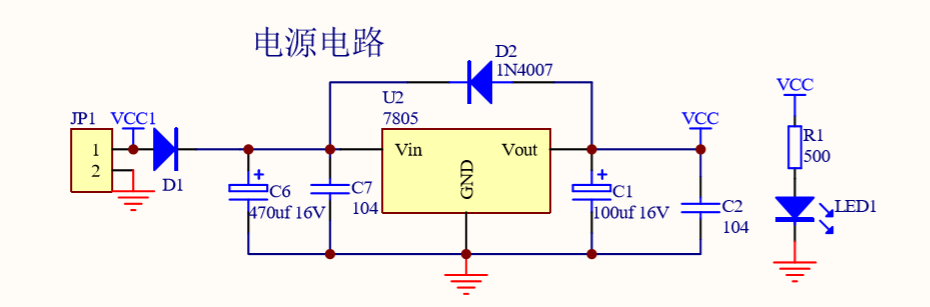 电源电路
D2
1N4007
VCC
U2
7805
JP1
VCC1
VCC
1
2
Vin
Vout
GND
R1
500
D1
C6
470uf 16V
C7
104
C1
100uf 16V
C2
104
LED1